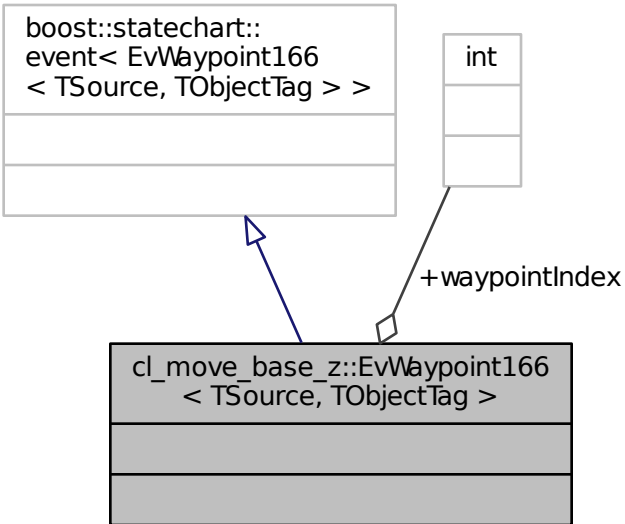 boost::statechart::
event< EvWaypoint166
< TSource, TObjectTag > >
int
+waypointIndex
cl_move_base_z::EvWaypoint166
< TSource, TObjectTag >